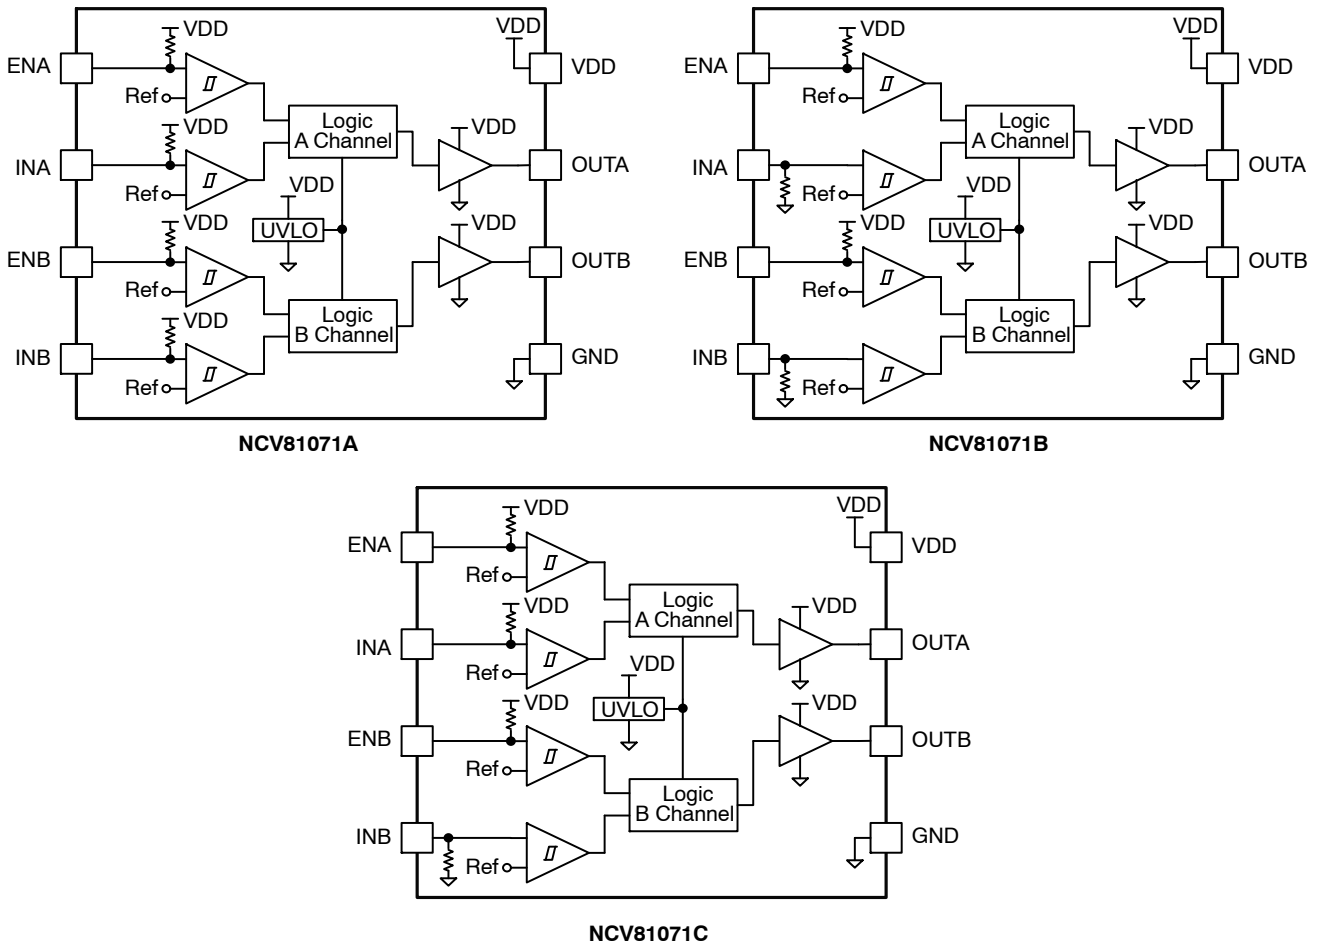 VDD
VDD
ENA
VDD
Ref
Logic
A Channel
VDD
VDD
INA
OUTA
Ref
VDD
UVLO
VDD
VDD
ENB
OUTB
Ref
Logic
B Channel
VDD
INB
GND
Ref
NCV81071A
VDD
VDD
ENA
VDD
Ref
Logic
A Channel
VDD
INA
OUTA
Ref
VDD
UVLO
VDD
VDD
ENB
OUTB
Ref
Logic
B Channel
INB
GND
Ref
NCV81071B
VDD
VDD
ENA
VDD
Ref
Logic
A Channel
VDD
VDD
INA
OUTA
Ref
VDD
UVLO
VDD
VDD
ENB
OUTB
Ref
Logic
B Channel
INB
GND
Ref
NCV81071C